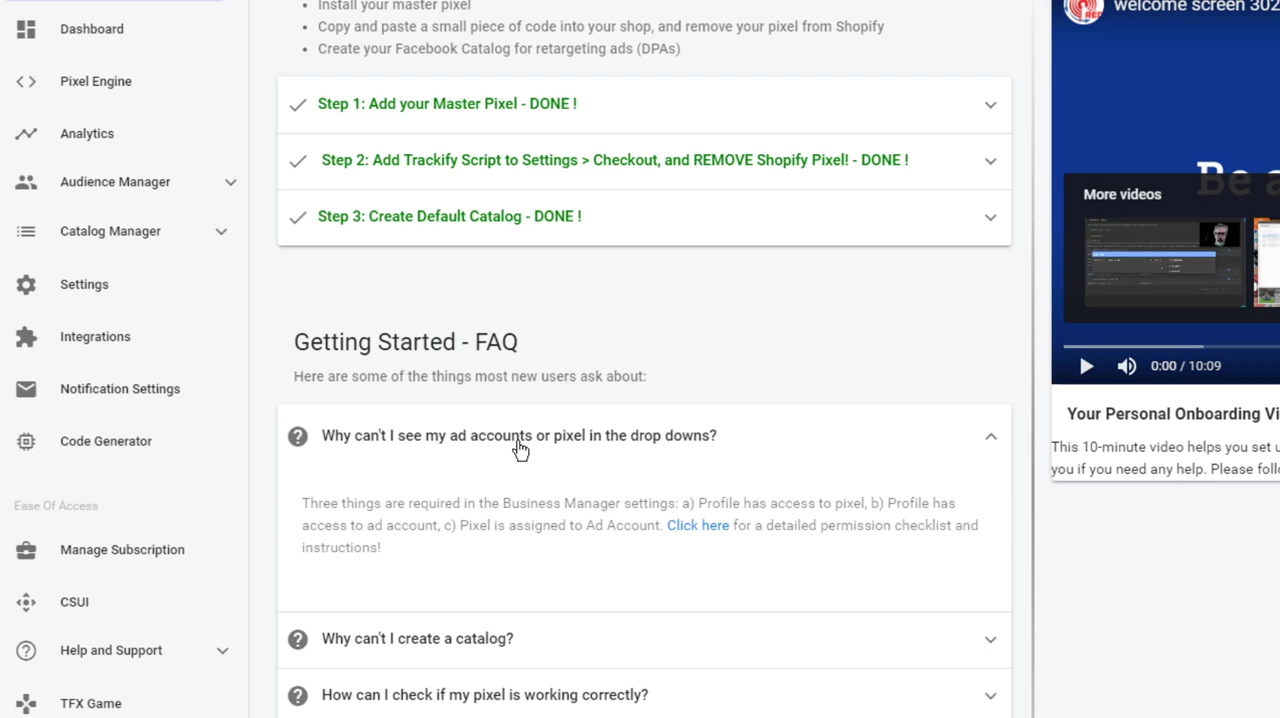 Dashboard
Pixel Engine
Analytics
Audience Manager
Catalog Manager
Settings
Integrations
Notification Settings
Code Generator
Ease Of Access
Manage Subscription
CSUI
Help and Support
TFX Game
Install your master pixel
Copy and paste a small piece of code into your shop, and remove your pixel from Shopify
Create your Facebook Catalog for retargeting ads (DPAs)
Step 1: Add your Master Pixel - DONE !
Step 2: Add Trackify Script to Settings > Checkout, and REMOVE Shopify Pixel! - DONE !
Step 3: Create Default Catalog - DONE !
Getting Started - FAQ
Here are some of the things most new users ask about:
Why can't I see my ad accounts or pixel in the drop downs?
Three things are required in the Business Manager settings: a) Profile has access to pixel, b) Profile has
access to ad account, c) Pixel is assigned to Ad Account. Click here for a detailed permission checklist and
instructions!
Why can't I create a catalog?
How can I check if my pixel is working correctly?
welcome screen 302
Be a
More videos
0:00 / 10:09
Your Personal Onboarding Vi
This 10-minute video helps you set u
you if you need any help. Please foll